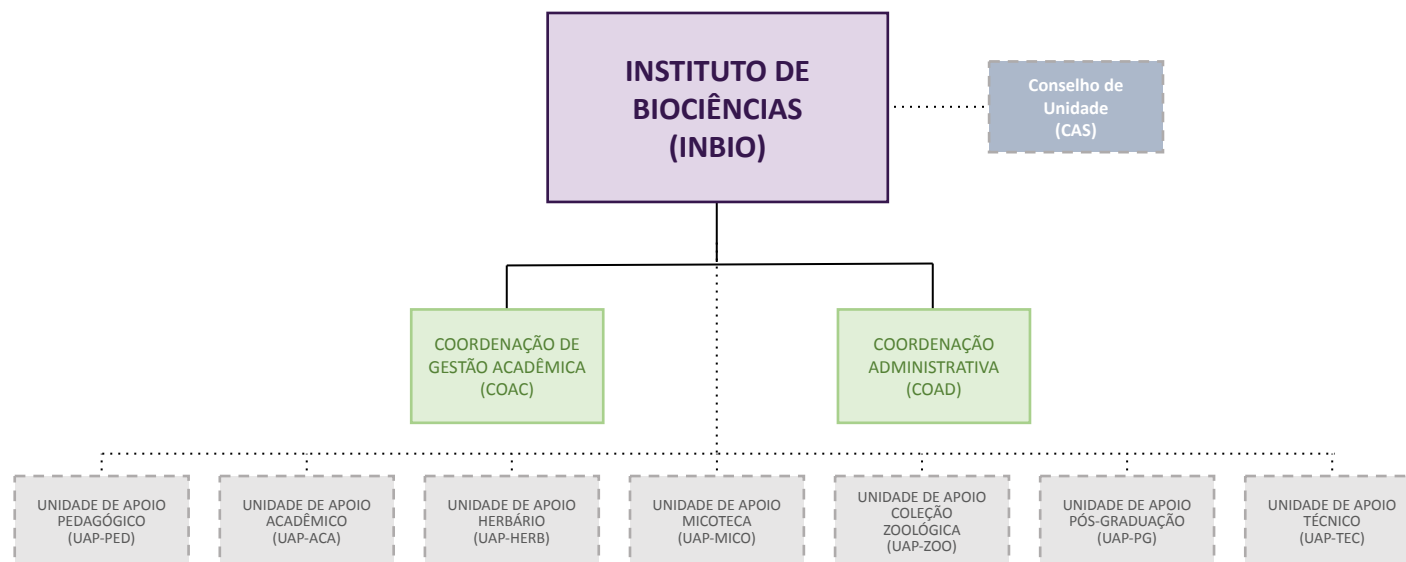 INSTITUTO DE
BIOCIÊNCIAS
(INBIO)
Conselho de
Unidade
(CAS)
COORDENAÇÃO DE
GESTÃO ACADÊMICA
(COAC)
COORDENAÇÃO
ADMINISTRATIVA
(COAD)
UNIDADE DE APOIO
PEDAGÓGICO
(UAP-PED)
UNIDADE DE APOIO
ACADÊMICO
(UAP-ACA)
UNIDADE DE APOIO
HERBÁRIO
(UAP-HERB)
UNIDADE DE APOIO
MICOTECA
(UAP-MICO)
UNIDADE DE APOIO
COLEÇÃO
ZOOLÓGICA
(UAP-ZOO)
UNIDADE DE APOIO
PÓS-GRADUAÇÃO
(UAP-PG)
UNIDADE DE APOIO
TÉCNICO
(UAP-TEC)